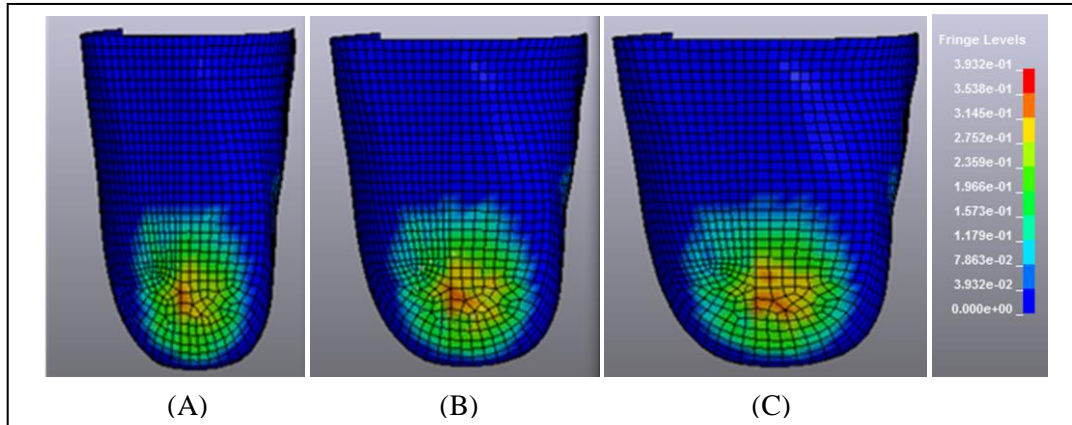 Fringe Levels
3.932e-01
3.538e-01
3.145e-01
2.752e-01
2.359e-01
1.966e-01
1.573e-01
1.179e-01
7.863e-02
3.932e-02
0.000e+00
(A)
(B)
(C)